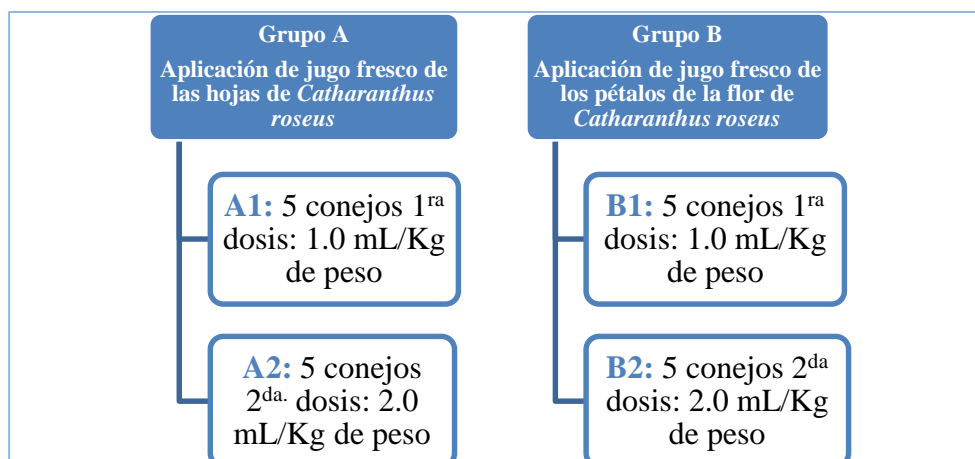 Grupo A
Aplicación de jugo fresco de
las hojas de Catharanthus
roseus
A1: 5 conejos 1ra
dosis: 1.0 mL/Kg
de peso
A2: 5 conejos
2da. dosis: 2.0
mL/Kg de peso
Grupo B
Aplicación de jugo fresco de
los pétalos de la flor de
Catharanthus roseus
B1: 5 conejos 1ra
dosis: 1.0 mL/Kg
de peso
B2: 5 conejos 2da
dosis: 2.0 mL/Kg
de peso